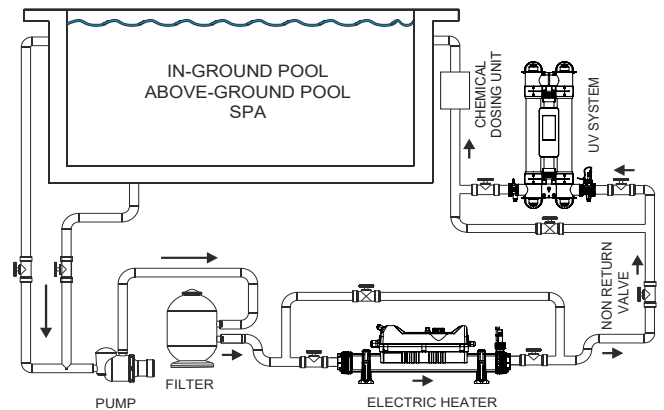 IN-GROUND POOL
ABOVE-GROUND POOL
SPA
CHEMICAL
DOSING UNIT
UV SYSTEM
NON RETURN
VALVE
FILTER
PUMP
ELECTRIC HEATER